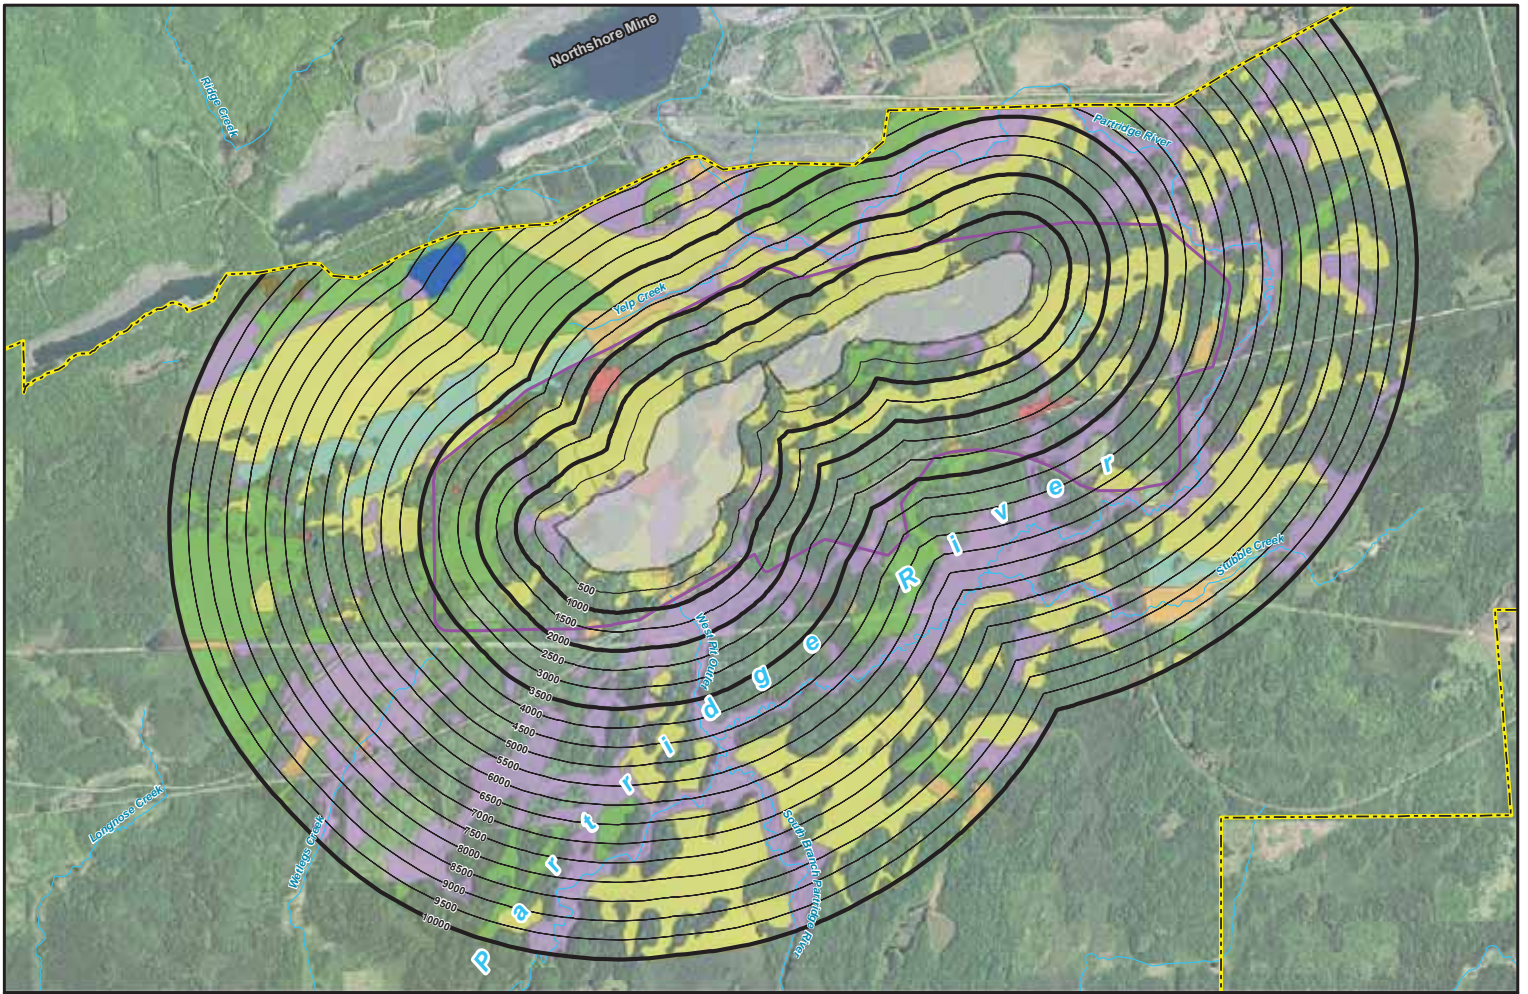 Northshore Mine
Ridge Creek
Partridge River
Yelp Creek
Stubble Creek
Partridge River
West Pit Outlet
South Branch Partridge River
Longnose Creek
Wetlegs Creek
500
1000
1500
2000
2500
3000
3500
4000
4500
5000
5500
6000
6500
7000
7500
8000
8500
9000
9500
10000